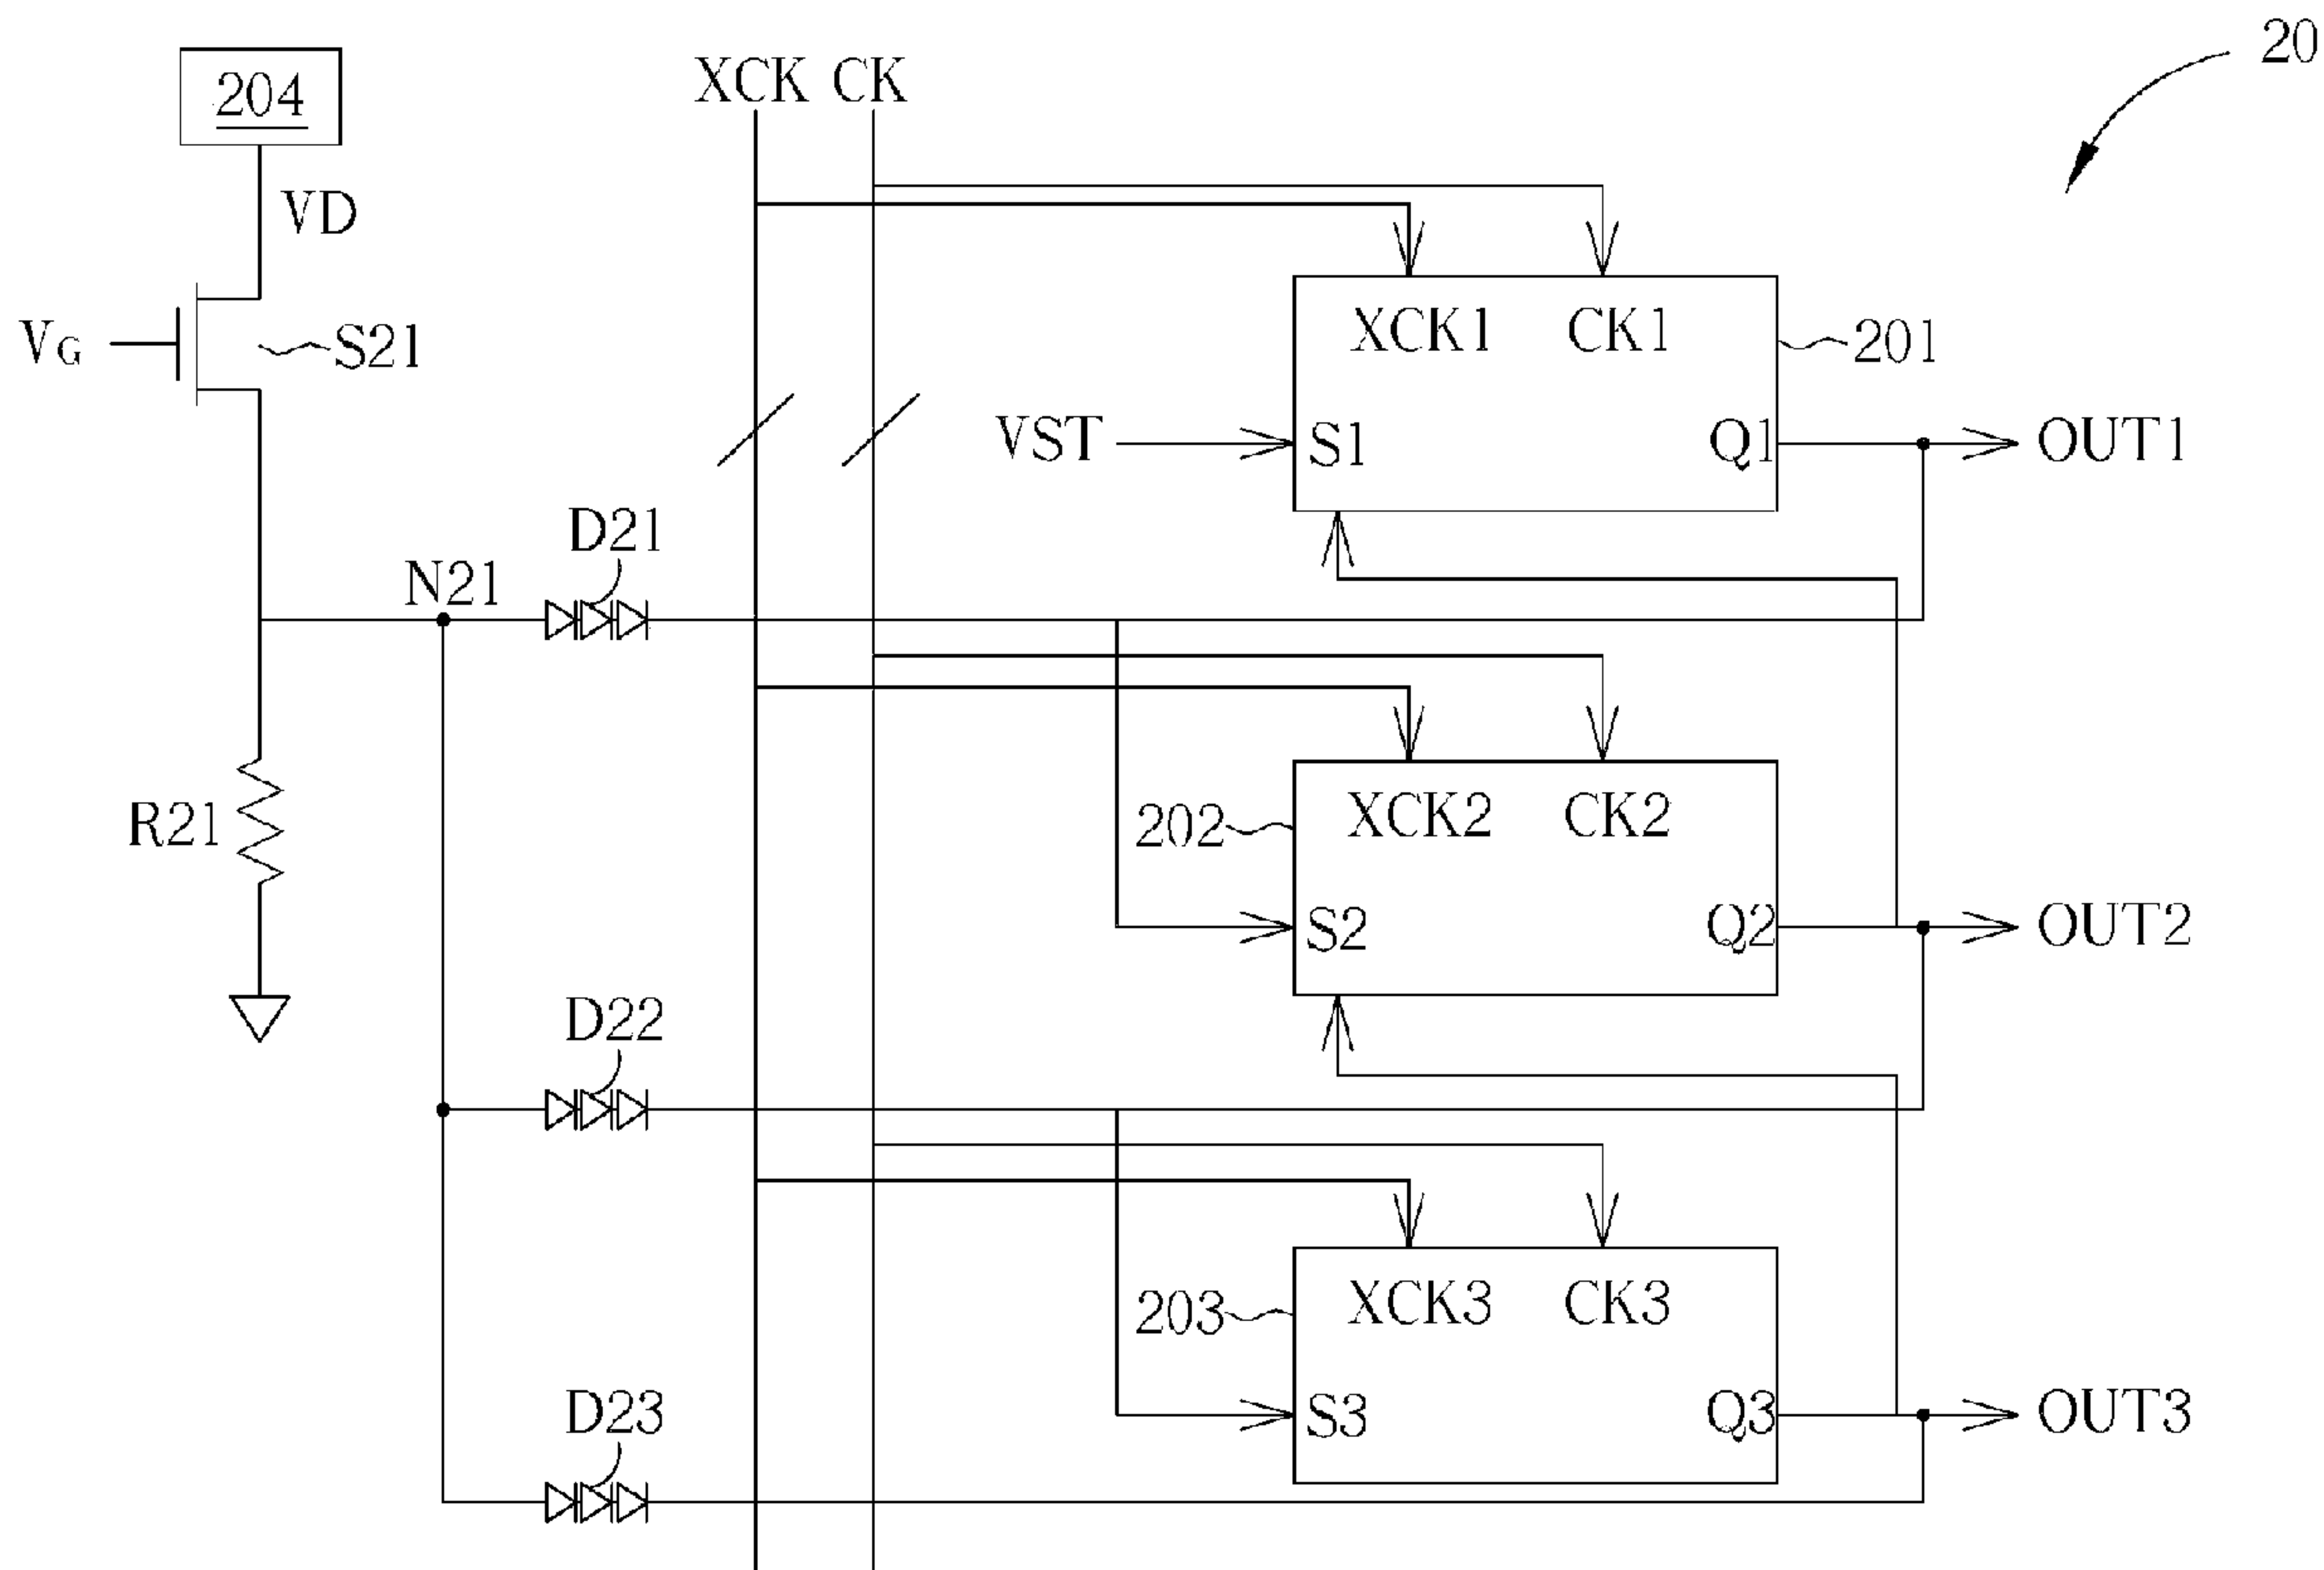 20
204
XCK CK
VD
VG
S21
XCK1 CK1
201
VST
S1 Q1
OUT1
D21
N21
R21
202
XCK2 CK2
S2 Q2
OUT2
D22
203
XCK3 CK3
D23
S3 Q3
OUT3